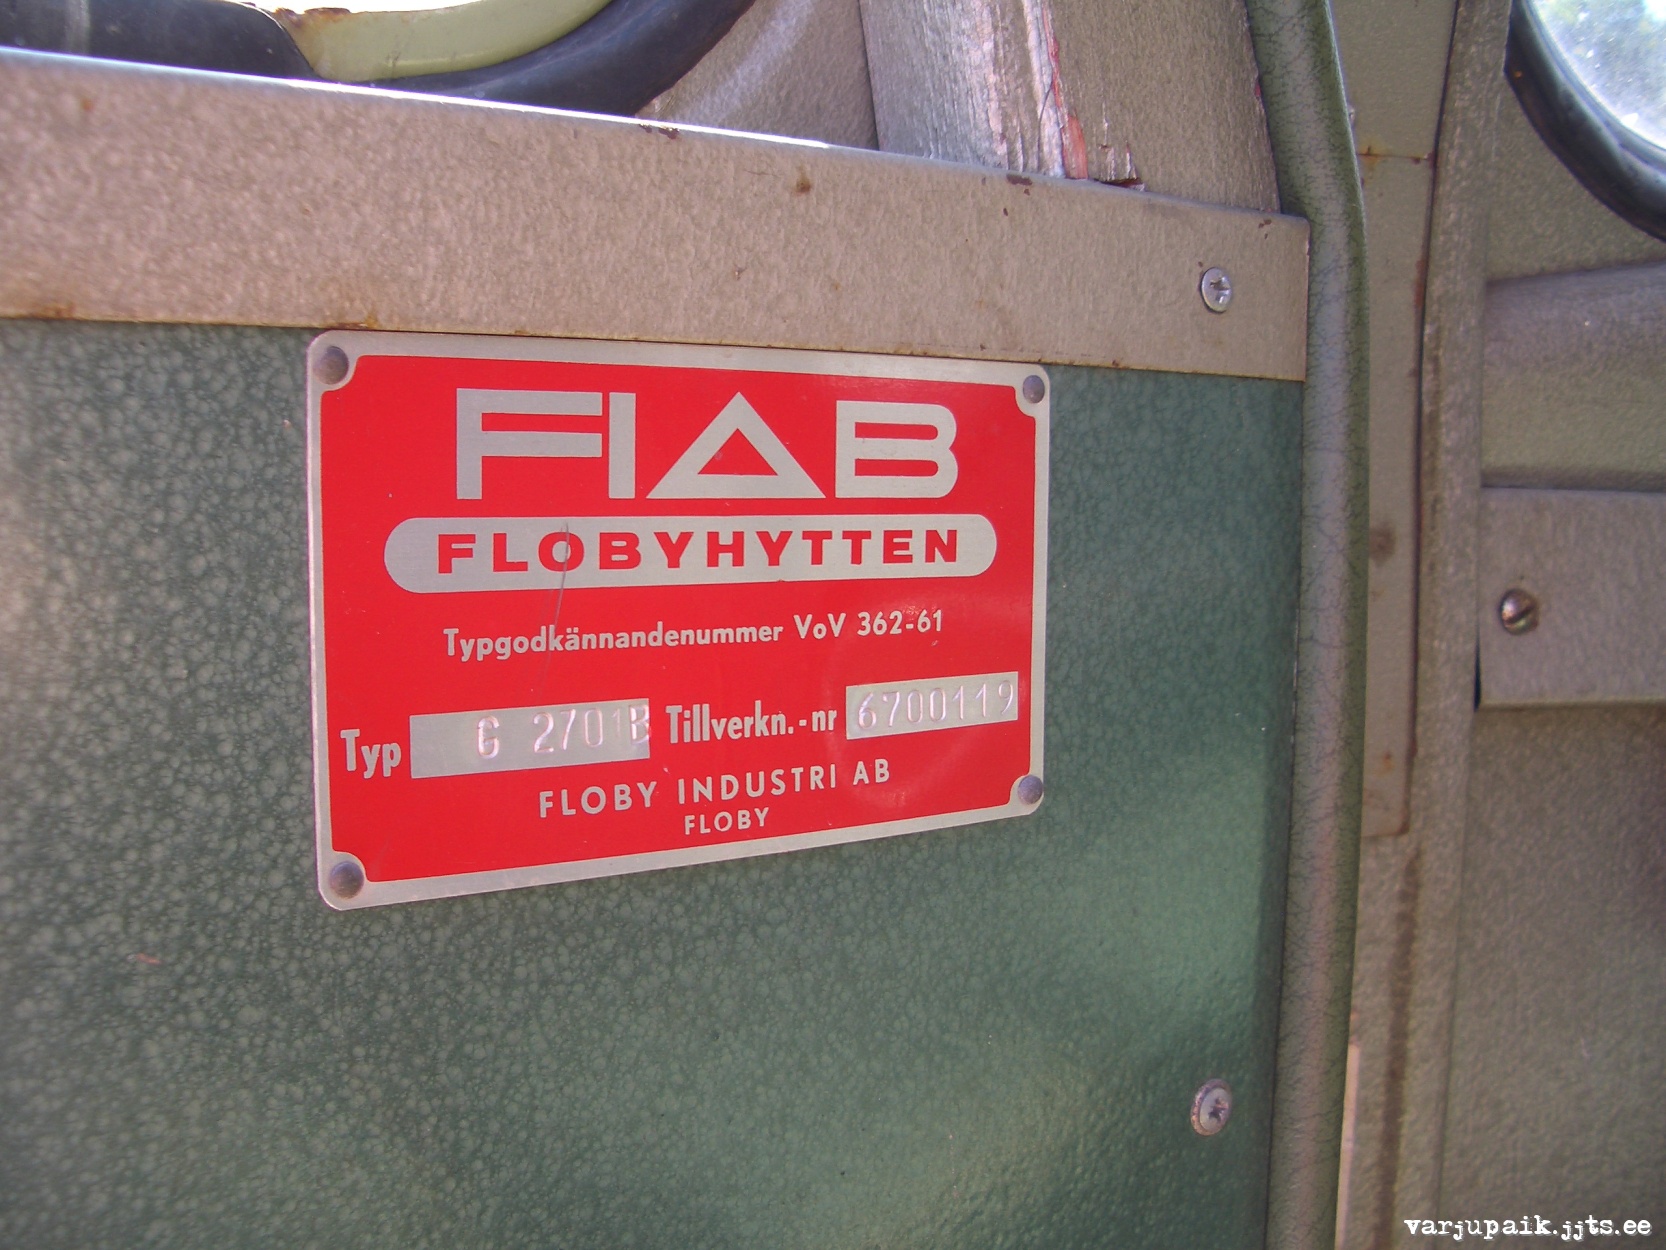 FIAB
FLOBYHYTTEN
Typgodkännandenummer VoV 362-61
Typ G 2701B Tillverkn.-nr 6700119
FLOBY INDUSTRI AB
FLOBY
varjupaik.jjts.ee